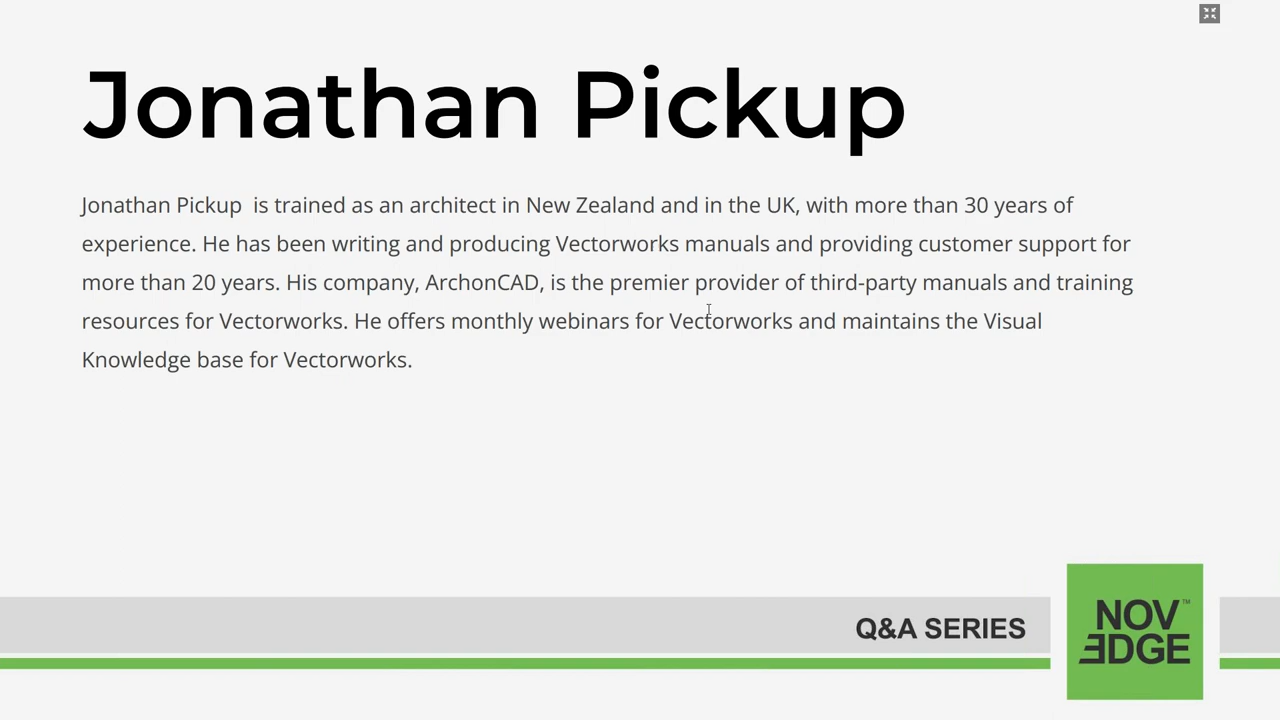 Jonathan Pickup
Jonathan Pickup  is trained as an architect in New Zealand and in the UK, with more than 30 years of
experience. He has been writing and producing Vectorworks manuals and providing customer support for
more than 20 years. His company, ArchonCAD, is the premier provider of third-party manuals and training
resources for Vectorworks. He offers monthly webinars for Vectorworks and maintains the Visual
Knowledge base for Vectorworks.
Q&A SERIES
NOV™
EDGE